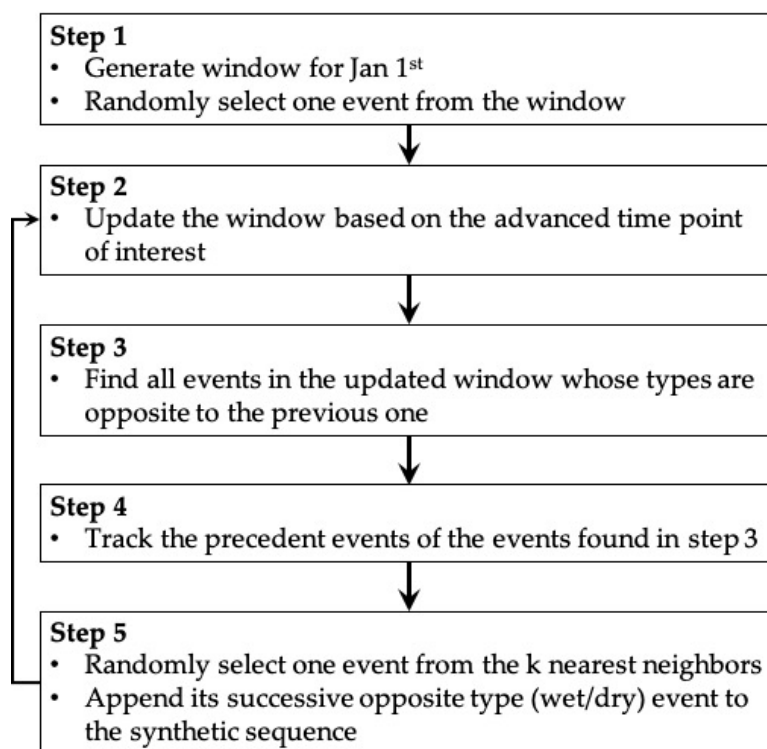 Step 1
• Generate window for Jan 1st
• Randomly select one event from the window
Step 2
• Update the window based on the advanced time point
of interest
Step 3
• Find all events in the updated window whose types are
opposite to the previous one
Step 4
• Track the precedent events of the events found in step 3
Step 5
• Randomly select one event from the k nearest neighbors
• Append its successive opposite type (wet/dry) event to
the synthetic sequence